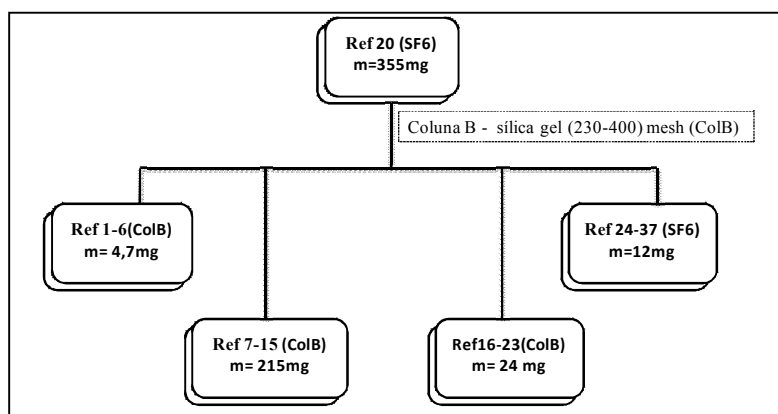 Ref 20 (SF6)
m=355mg
Coluna B - sílica gel (230-400) mesh (ColB)
Ref 1-6(ColB)
m= 4,7mg
Ref 24-37 (SF6)
m=12mg
Ref 7-15 (ColB)
m= 215mg
Ref16-23(ColB)
m= 24 mg